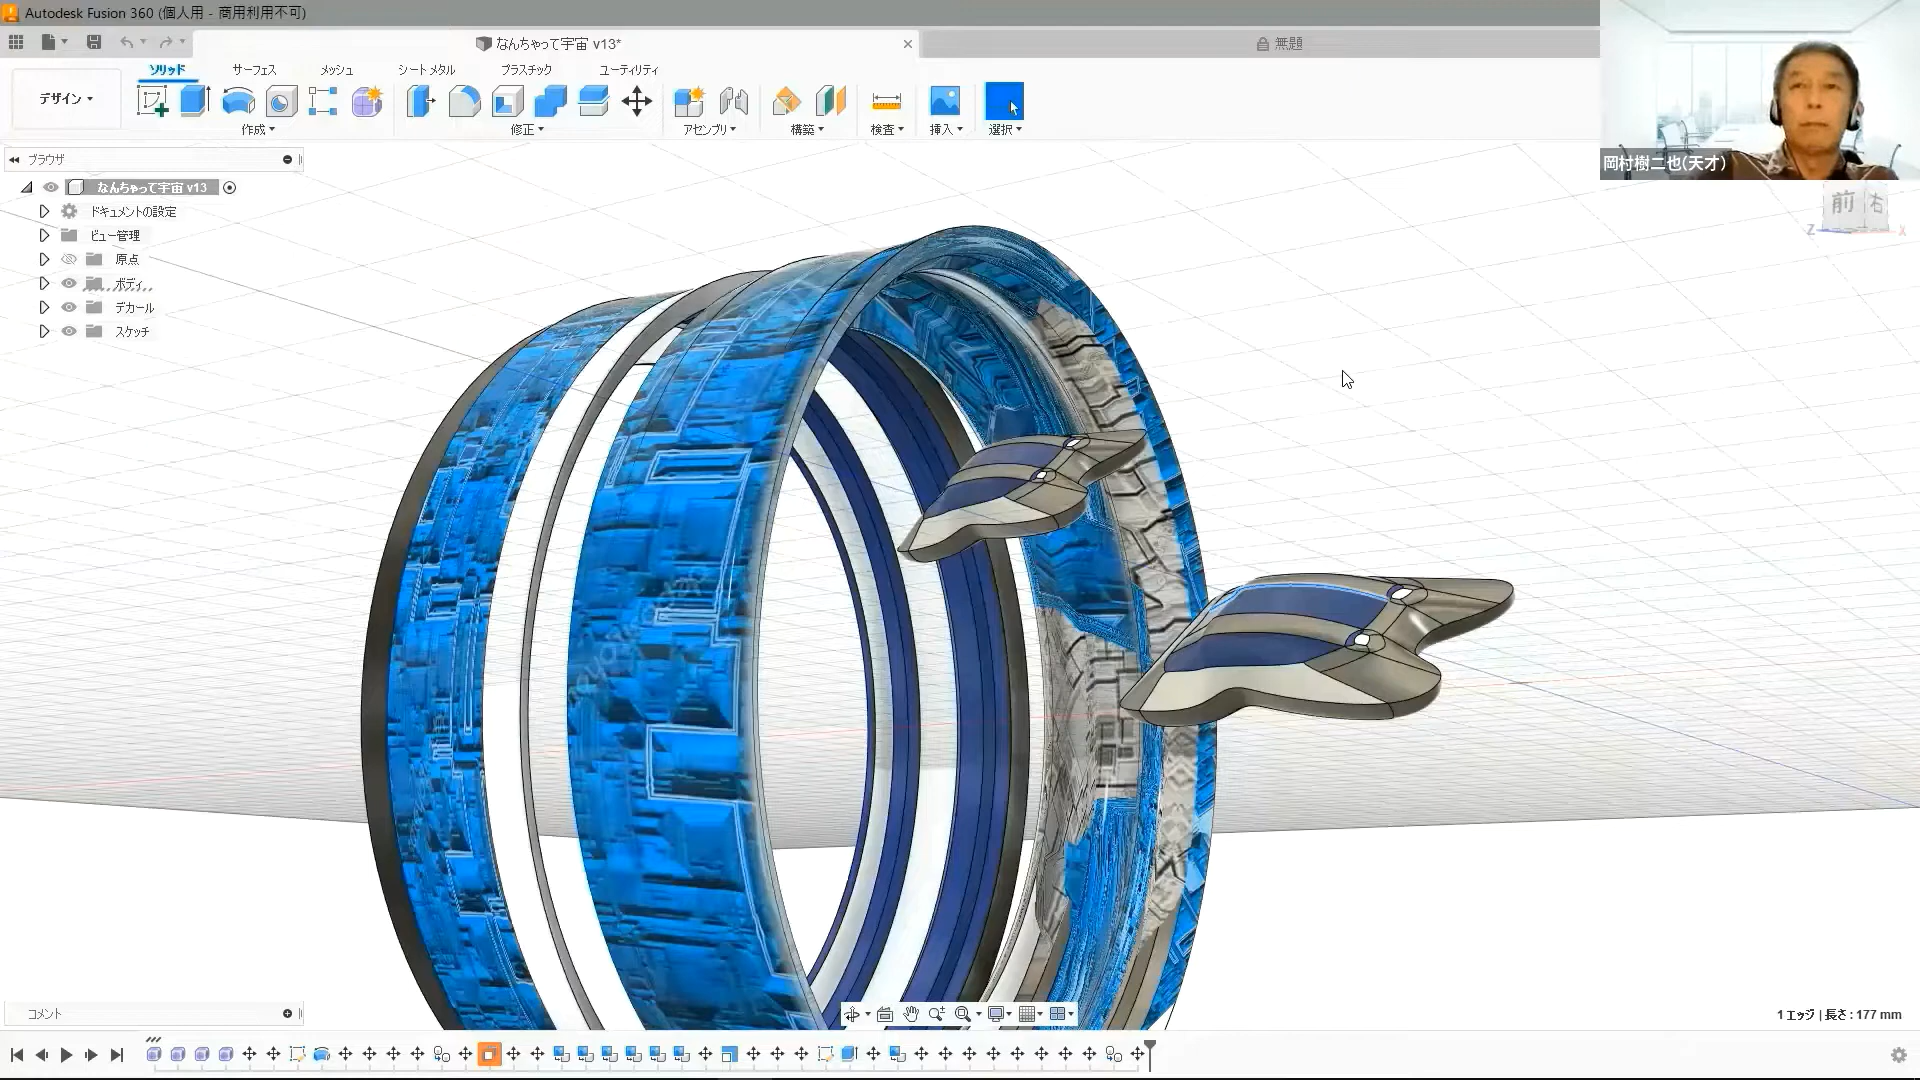 Autodesk Fusion 360 (個人用 - 商用利用不可)
なんちゃって宇宙 v13*
無題
ソリッド
サーフェス
メッシュ
シート メタル
プラスチック
ユーティリティ
デザイン
作成
修正
アセンブリ
構築
検査
挿入
選択
岡村樹二也(天才)
ブラウザ
なんちゃって宇宙 v13
ドキュメントの設定
ビュー管理
原点
ボディ
デカール
スケッチ
前
右
Z
X
コメント
1 エッジ | 長さ : 177 mm